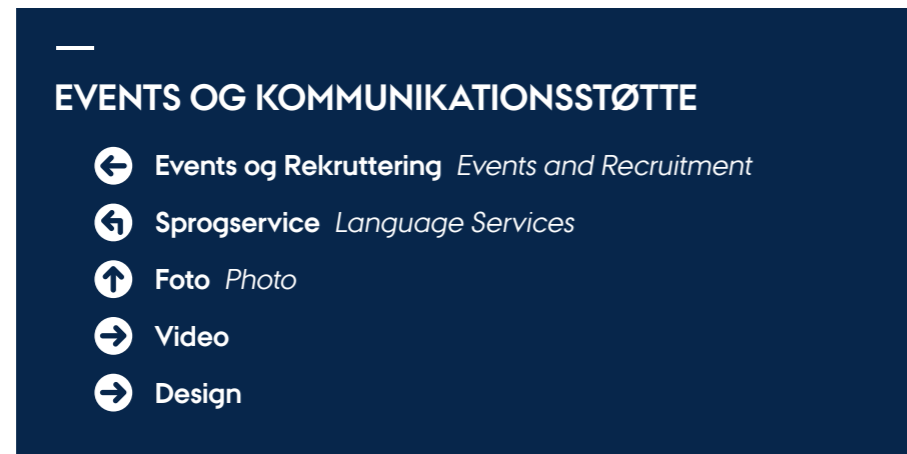 EVENTS OG KOMMUNIKATIONSSTØTTE
Events og Rekruttering Events and Recruitment
Sprogservice Language Services
Foto Photo
Video
Design